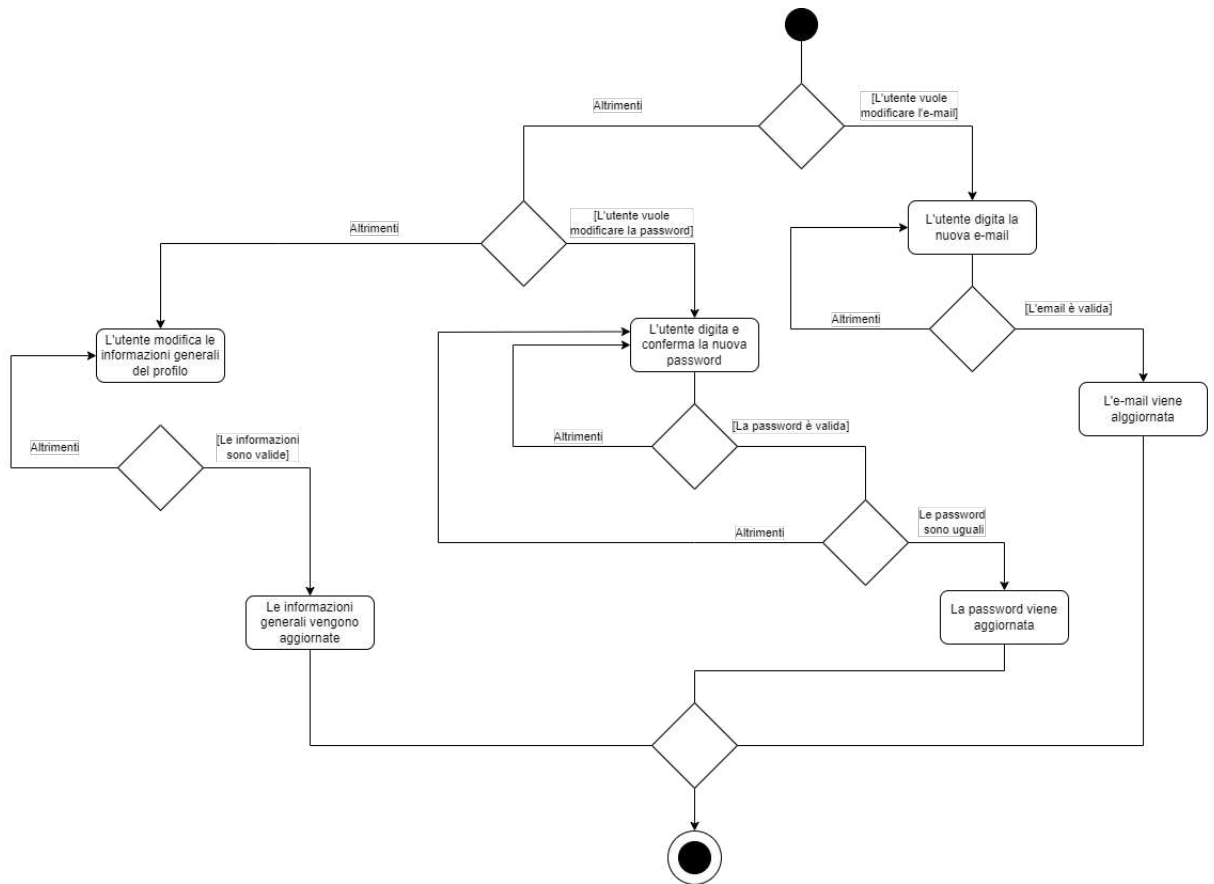 Altrimenti
[L'utente vuole
modificare l'e-mail]
Altrimenti
[L'utente vuole
modificare la password]
L'utente digita la
nuova e-mail
L'utente modifica le
informazioni generali
del profilo
L'utente digita e
conferma la nuova
password
Altrimenti
[L'email è valida]
L'e-mail viene
alggiornata
Altrimenti
[Le informazioni
sono valide]
Altrimenti
[La password è valida]
Altrimenti
Le password
sono uguali
Le informazioni
generali vengono
aggiornate
La password viene
aggiornata